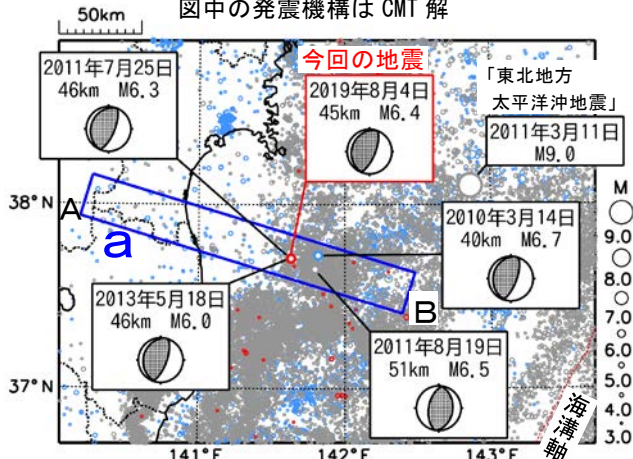 図中の発震機構は CMT 解
50km
今回の地震
2011年7月25日
46km M6.3
2019年8月4日
45km M6.4
「東北地方
太平洋沖地震」
2011年3月11日
M9.0
38°N
A
a
2010年3月14日
40km M6.7
2013年5月18日
46km M6.0
B
2011年8月19日
51km M6.5
37°N
海溝軸
M
9.0
8.0
7.0
6.0
5.0
4.0
3.0
141°E
142°E
143°E